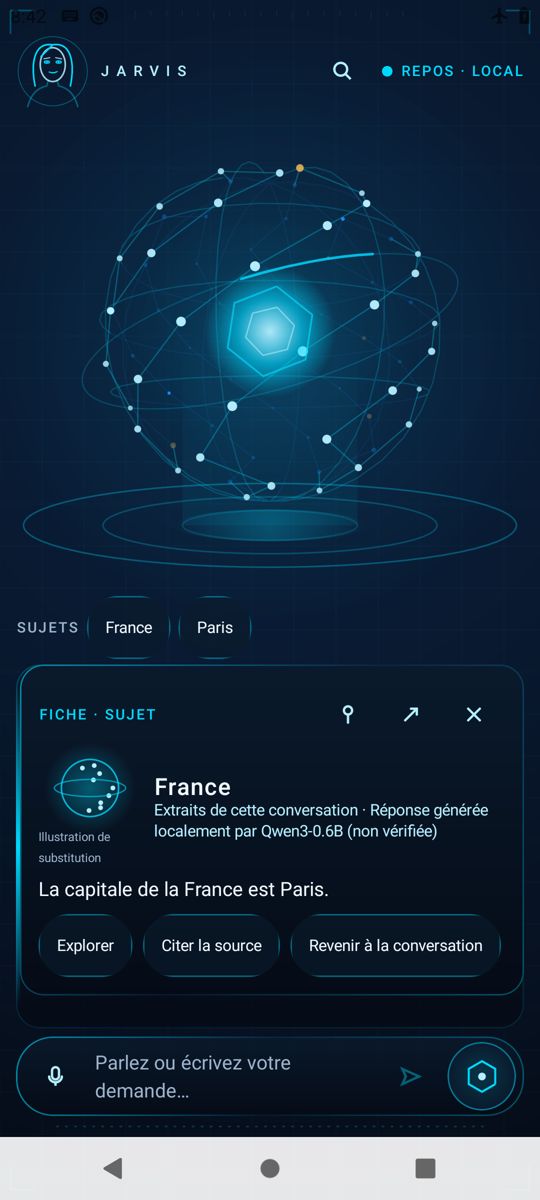 8:42
JARVIS
REPOS · LOCAL
SUJETS France Paris
FICHE · SUJET
France
Extraits de cette conversation · Réponse générée
localement par Qwen3-0.6B (non vérifiée)
Illustration de
substitution
La capitale de la France est Paris.
Explorer Citer la source Revenir à la conversation
Parlez ou écrivez votre
demande…